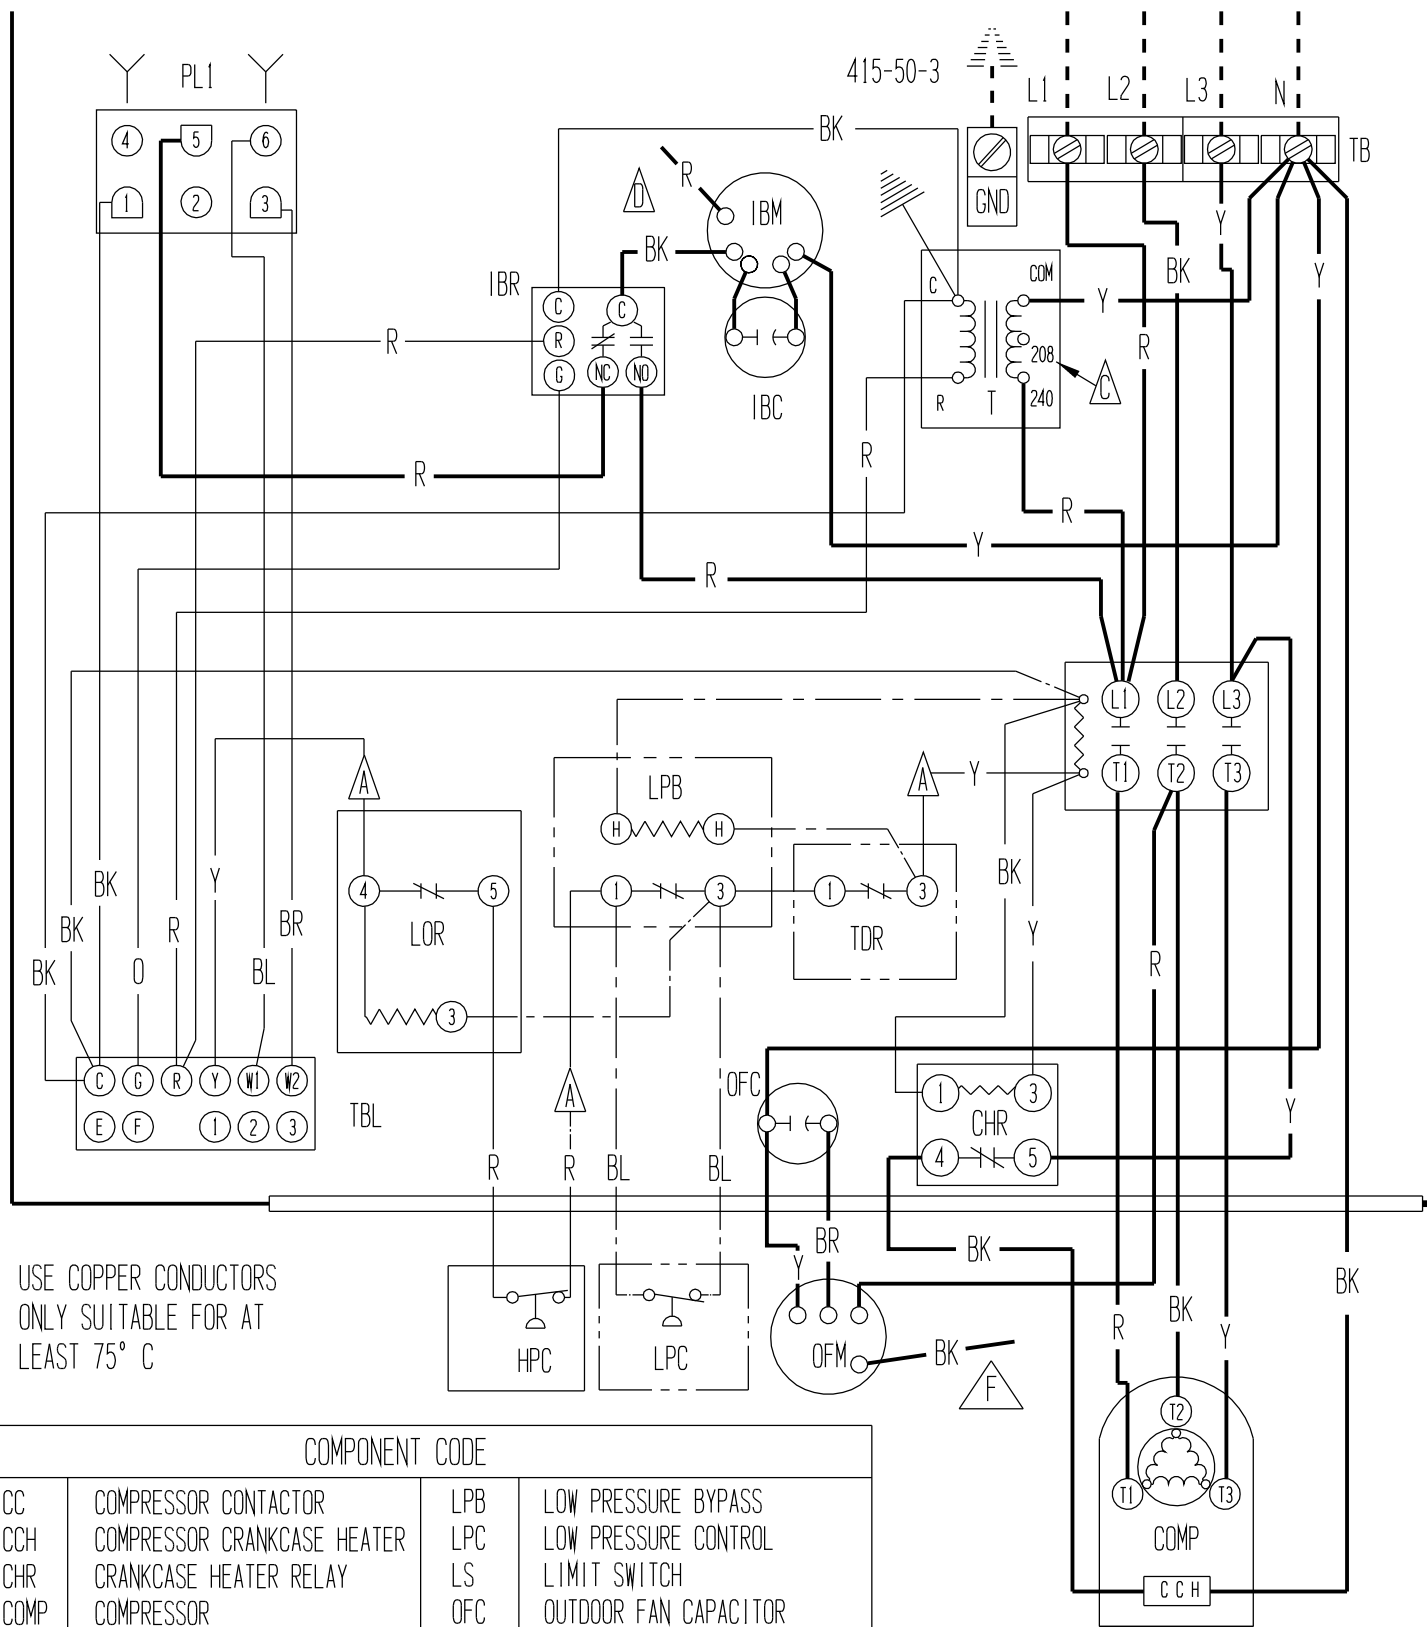 415-50-3
L1 L2 L3 N
PL1
4 5 6
1 2 3
BK
TB
GND
D
R
IBM
BK
Y
BK
Y
IBR
C
R
G
C
NC NO
R
IBC
C COM
Y
208
R T 240
C
R
R
R
R
Y
R
L1 L2 L3
T1 T2 T3
A
LPB
H H
A
Y
4 5
LOR
3
1 3
1 3
TDR
BK
Y
BK
BK
BK
O
R
Y
BL
BR
R
C G R Y W1 W2
E F 1 2 3
TBL
A
OFC
1 3
CHR
4 5
Y
R R BL BL
BR
Y
BK
BK
USE COPPER CONDUCTORS
ONLY SUITABLE FOR AT
LEAST 75° C
HPC
LPC
OFM
BK
F
R BK Y
T2
T1 T3
COMP
CCH
COMPONENT CODE
CC COMPRESSOR CONTACTOR LPB LOW PRESSURE BYPASS
CCH COMPRESSOR CRANKCASE HEATER LPC LOW PRESSURE CONTROL
CHR CRANKCASE HEATER RELAY LS LIMIT SWITCH
COMP COMPRESSOR OFC OUTDOOR FAN CAPACITOR